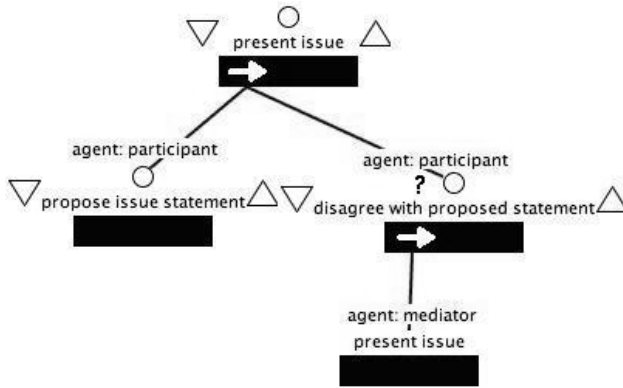 present issue
agent: participant
propose issue statement
agent: participant
?
disagree with proposed statement
agent: mediator
present issue